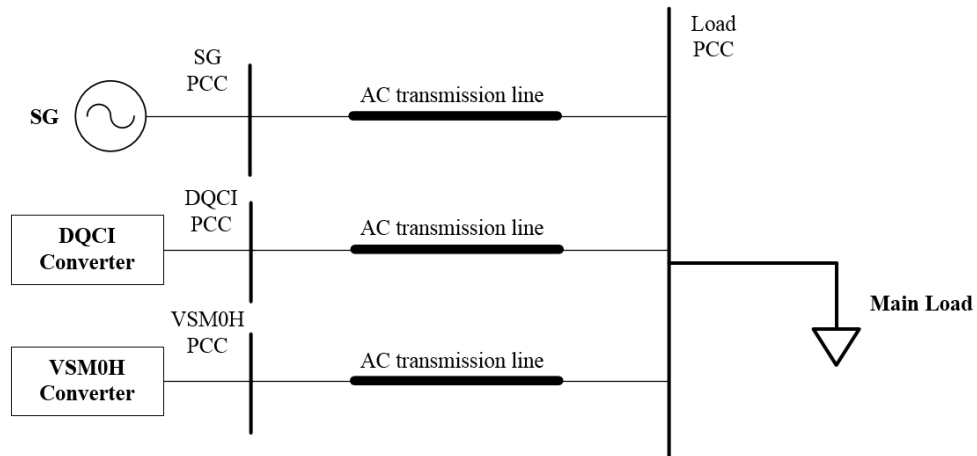 SG
PCC
Load
PCC
AC transmission line
SG
DQCI
PCC
AC transmission line
DQCI
Converter
Main Load
VSM0H
PCC
AC transmission line
VSM0H
Converter